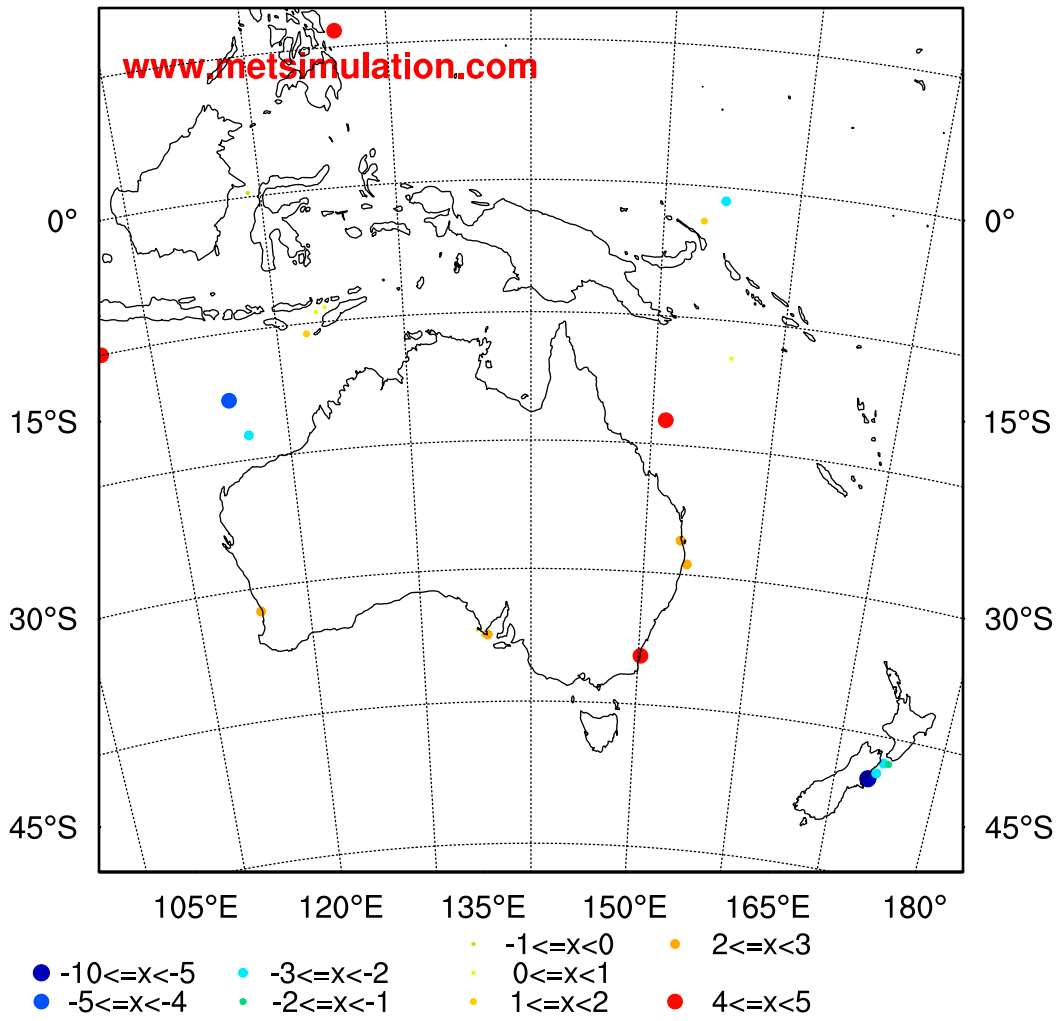 www.metsimulation.com
0° 0°
15°S 15°S
30°S 30°S
45°S 45°S
105°E 120°E 135°E 150°E 165°E 180°
-1<=x<0 2<=x<3
-10<=x<-5 -3<=x<-2 0<=x<1
-5<=x<-4 -2<=x<-1 1<=x<2 4<=x<5